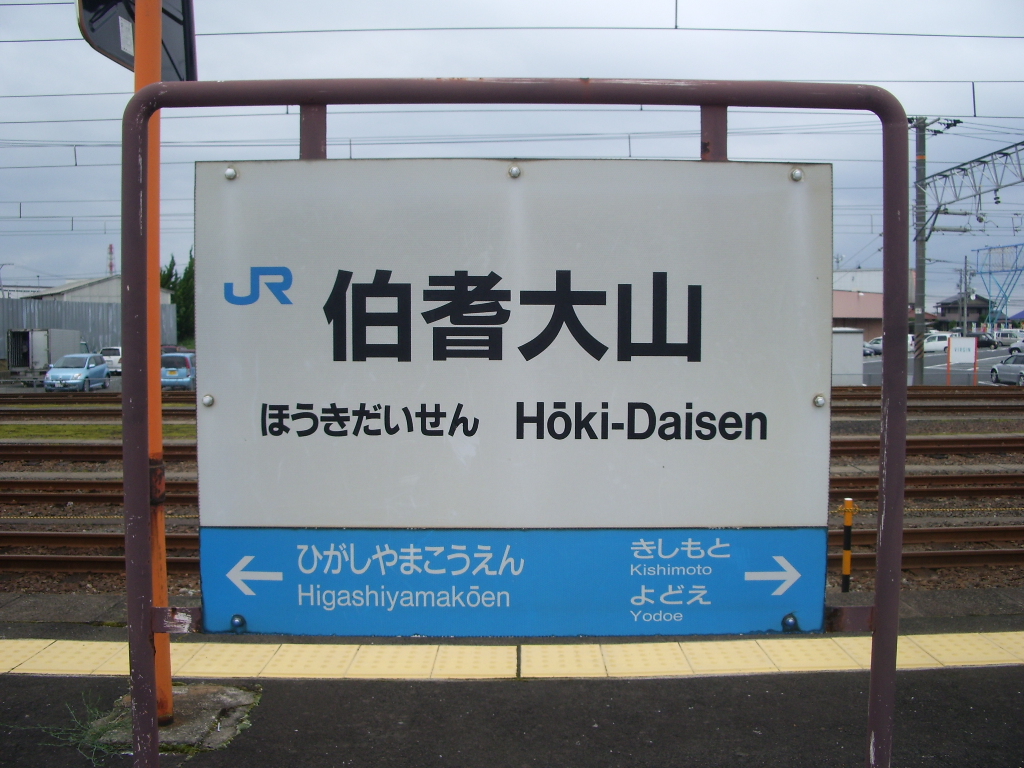 JR 伯耆大山
ほうきだいせん Hōki-Daisen
ひがしやまこうえん
Higashiyamakōen
きしもと
Kishimoto
よどえ
Yodoe